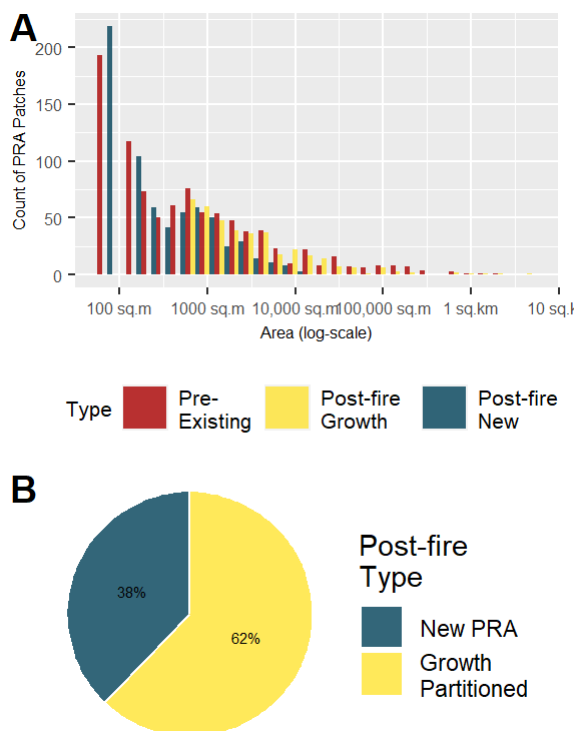 A
Count of PRA Patches
200
150
100
50
0
100 sq.m 1000 sq.m 10,000 sq.m 100,000 sq.m 1 sq.km 10 sq.k
Area (log-scale)
Type Pre-Existing Post-fire Growth Post-fire New
B
38%
62%
Post-fire
Type
New PRA
Growth
Partitioned